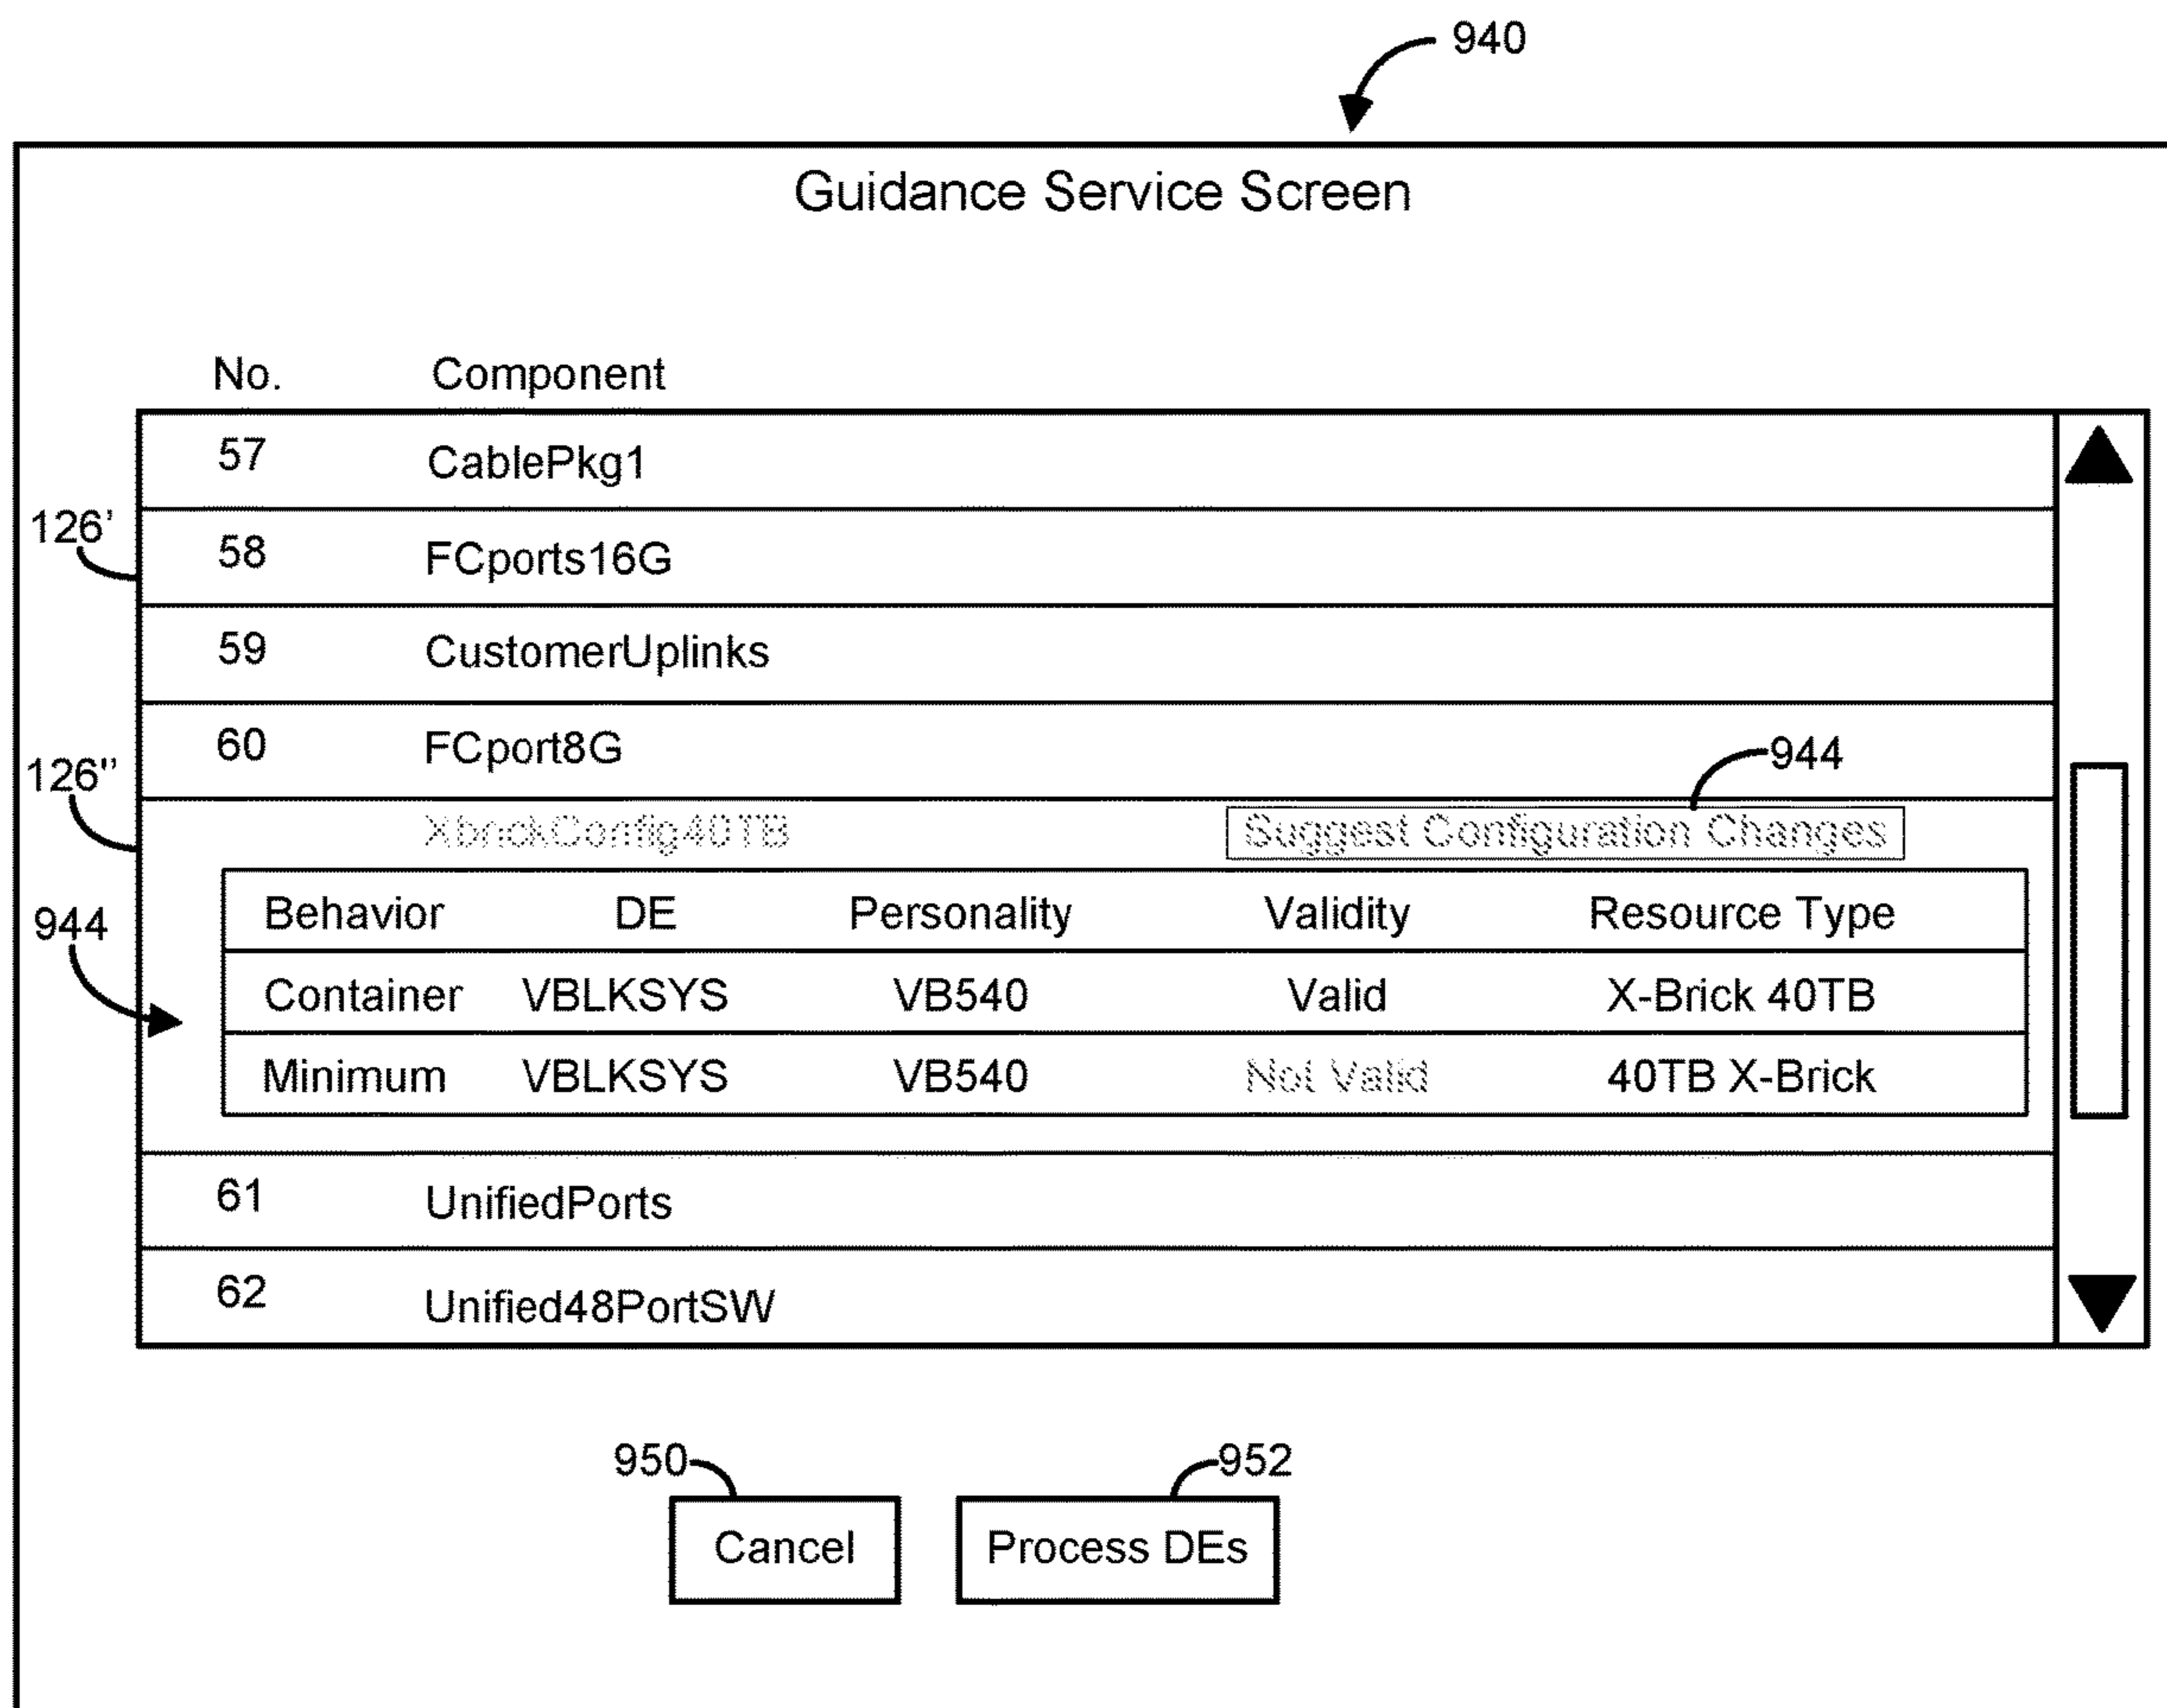 940
Guidance Service Screen
No. Component
57 CablePkg1
126' 58 FCports16G
59 CustomerUplinks
60 FCport8G
126" 944
XbrickConfig40TB Suggest Configuration Changes
944 Behavior DE Personality Validity Resource Type
Container VBLKSYS VB540 Valid X-Brick 40TB
Minimum VBLKSYS VB540 Not Valid 40TB X-Brick
61 UnifiedPorts
62 Unified48PortSW
950 952
Cancel Process DEs